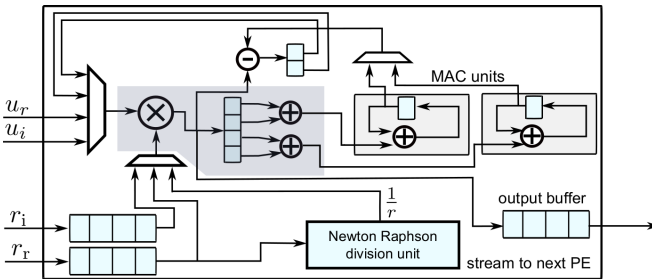 MAC units
u_r
u_i
r_i
r_r
1/r
Newton Raphson
division unit
output buffer
stream to next PE